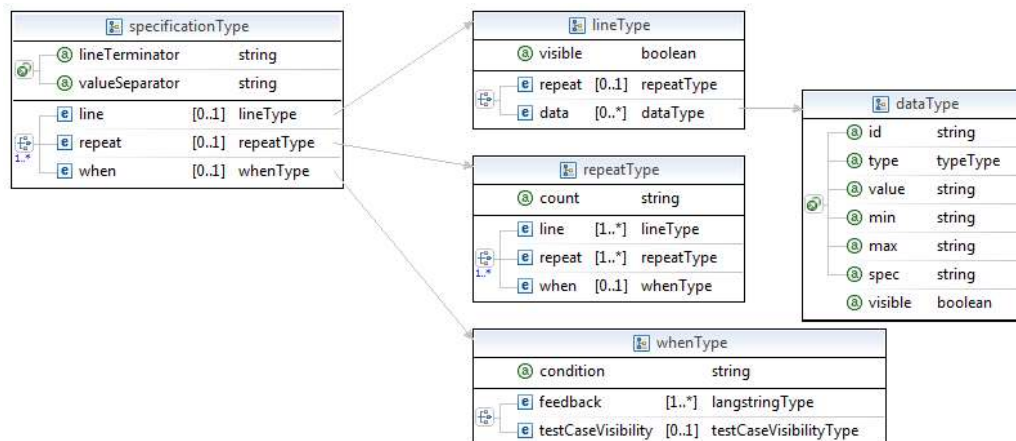 specificationType
a lineTerminator string
a valueSeparator string
e line [0..1] lineType
e repeat [0..1] repeatType
1..*
e when [0..1] whenType
lineType
a visible boolean
e repeat [0..1] repeatType
e data [0..*] dataType
repeatType
a count string
e line [1..*] lineType
e repeat [1..*] repeatType
1..*
e when [0..1] whenType
dataType
a id string
a type typeType
a value string
a min string
a max string
a spec string
a visible boolean
whenType
a condition string
e feedback [1..*] langstringType
e testCaseVisibility [0..1] testCaseVisibilityType